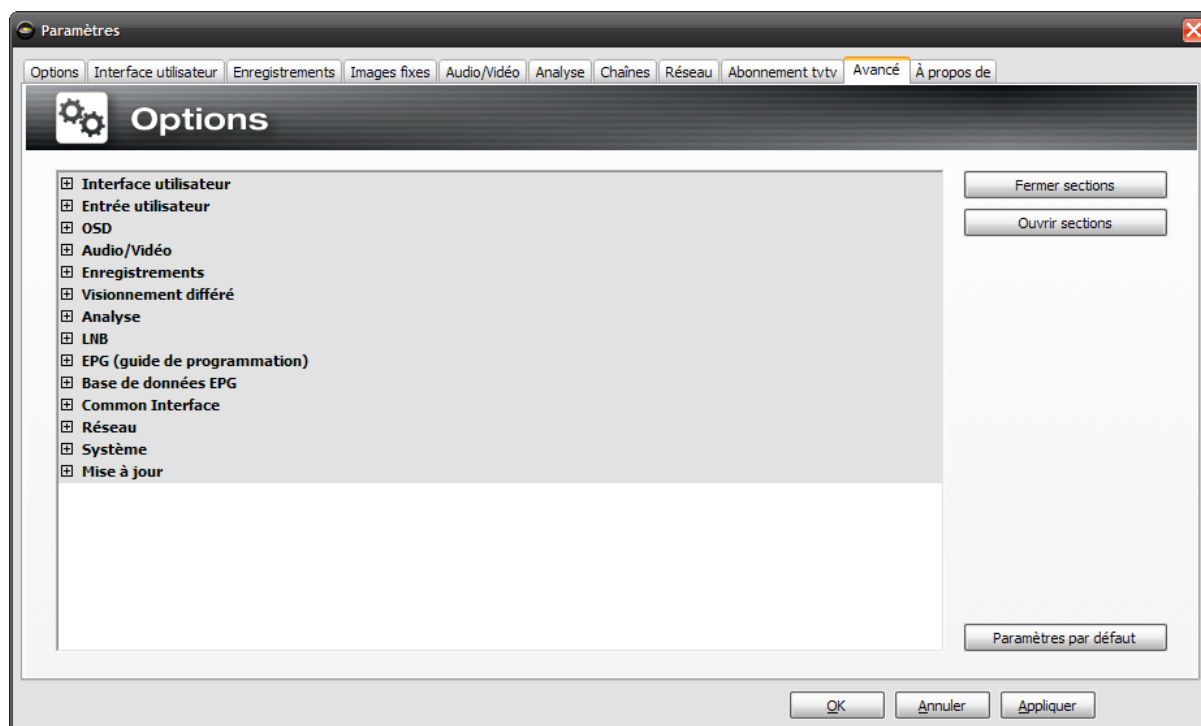 Paramètres
Options Interface utilisateur Enregistrements Images fixes Audio/Vidéo Analyse Chaînes Réseau Abonnement tvtv Avancé À propos de
Options
Interface utilisateur
Entrée utilisateur
OSD
Audio/Vidéo
Enregistrements
Visionnement différé
Analyse
LNB
EPG (guide de programmation)
Base de données EPG
Common Interface
Réseau
Système
Mise à jour
Fermer sections
Ouvrir sections
Paramètres par défaut
OK Annuler Appliquer